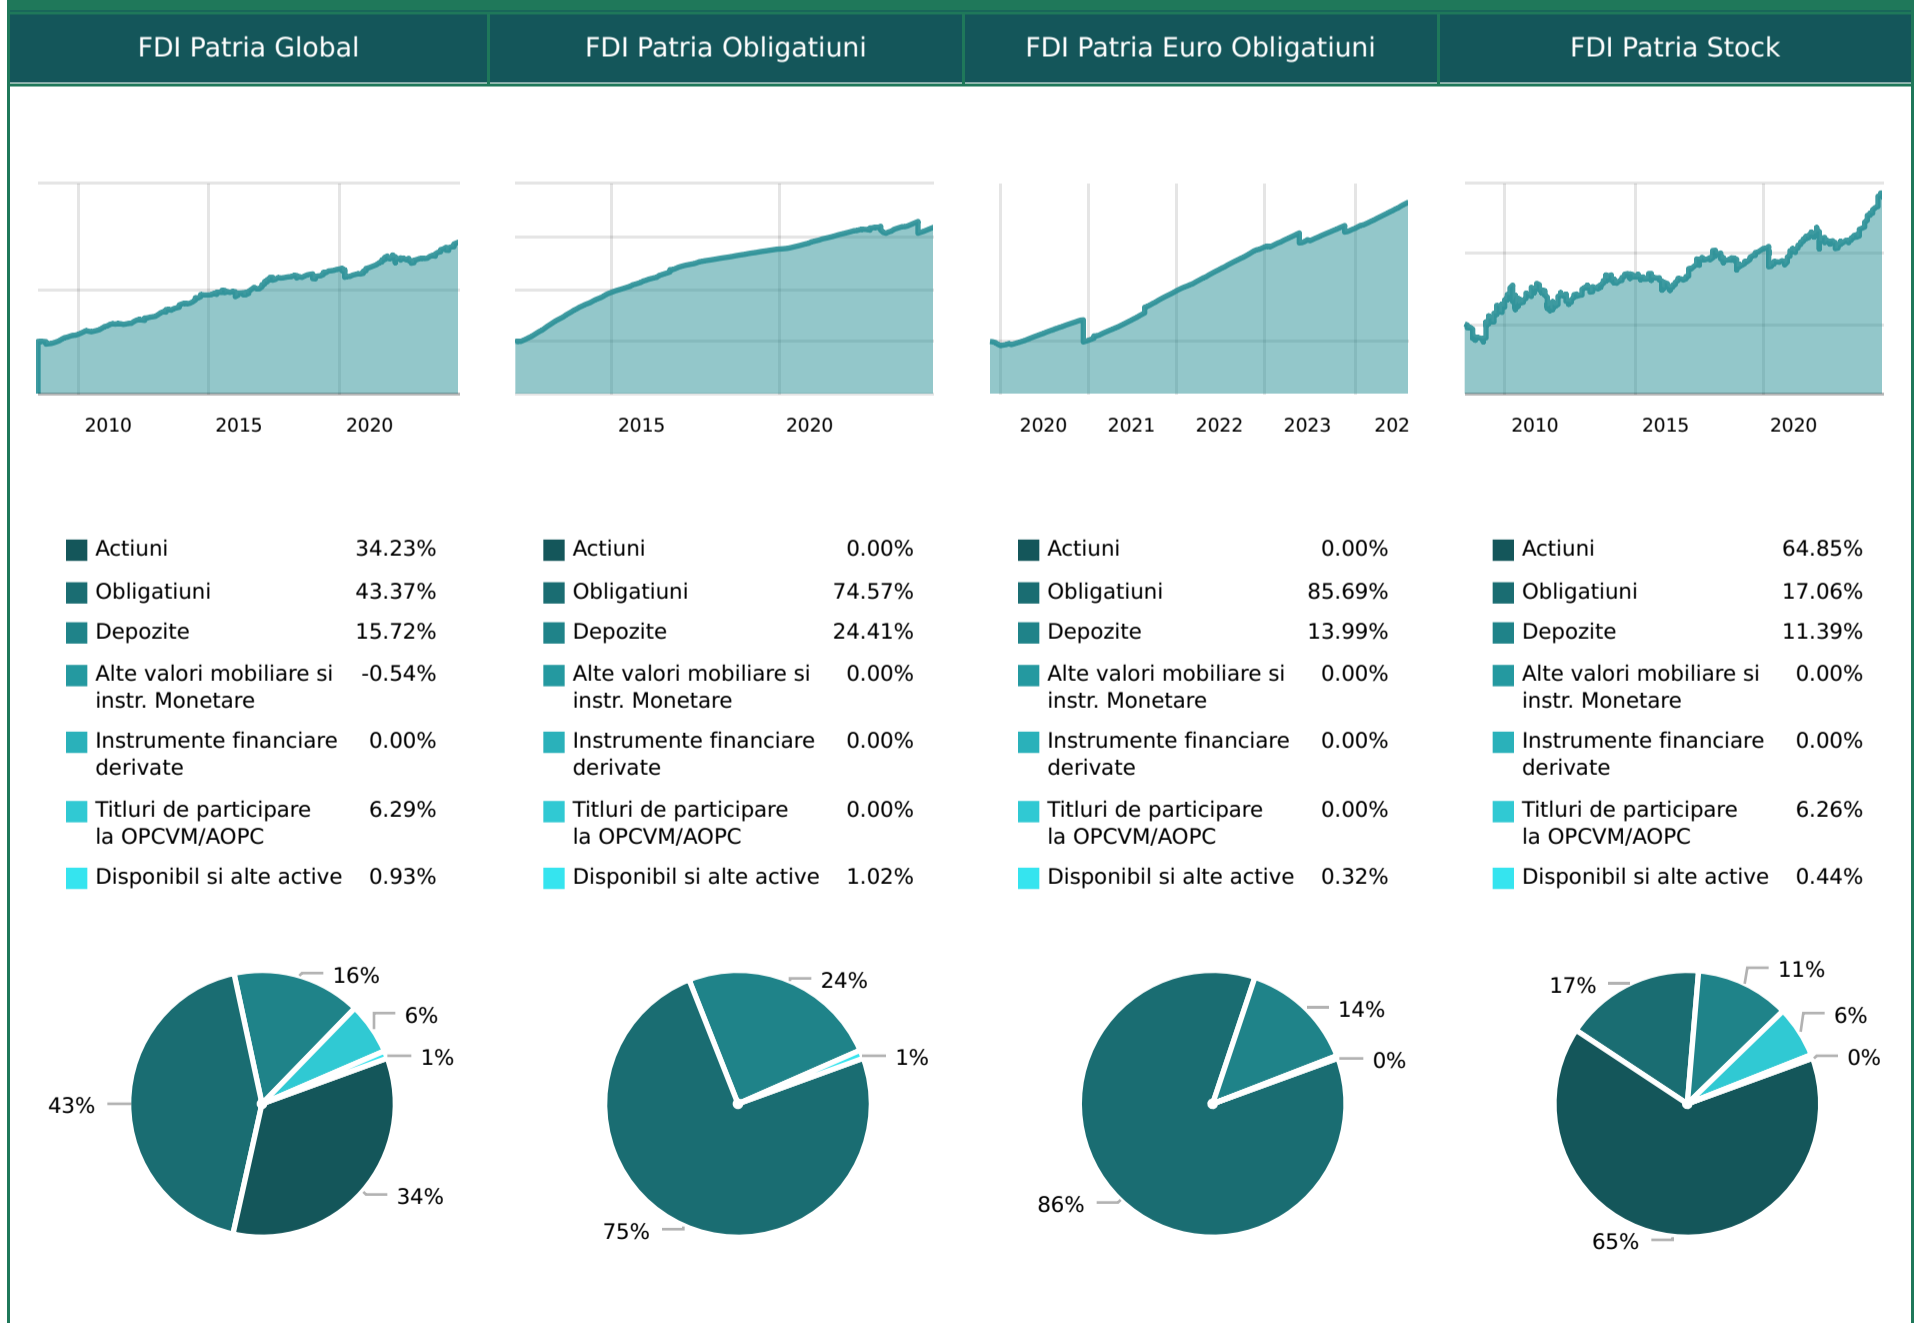 FDI Patria Global
FDI Patria Obligatiuni
FDI Patria Euro Obligatiuni
FDI Patria Stock
2010 2015 2020
2015 2020
2020 2021 2022 2023 202
2010 2015 2020
Actiuni 34.23%
Obligatiuni 43.37%
Depozite 15.72%
Alte valori mobiliare si -0.54%
instr. Monetare
Instrumente financiare 0.00%
derivate
Titluri de participare 6.29%
la OPCVM/AOPC
Disponibil si alte active 0.93%
Actiuni 0.00%
Obligatiuni 74.57%
Depozite 24.41%
Alte valori mobiliare si 0.00%
instr. Monetare
Instrumente financiare 0.00%
derivate
Titluri de participare 0.00%
la OPCVM/AOPC
Disponibil si alte active 1.02%
Actiuni 0.00%
Obligatiuni 85.69%
Depozite 13.99%
Alte valori mobiliare si 0.00%
instr. Monetare
Instrumente financiare 0.00%
derivate
Titluri de participare 0.00%
la OPCVM/AOPC
Disponibil si alte active 0.32%
Actiuni 64.85%
Obligatiuni 17.06%
Depozite 11.39%
Alte valori mobiliare si 0.00%
instr. Monetare
Instrumente financiare 0.00%
derivate
Titluri de participare 6.26%
la OPCVM/AOPC
Disponibil si alte active 0.44%
16%
6%
1%
43%
34%
24%
1%
75%
14%
0%
86%
11%
17%
6%
0%
65%